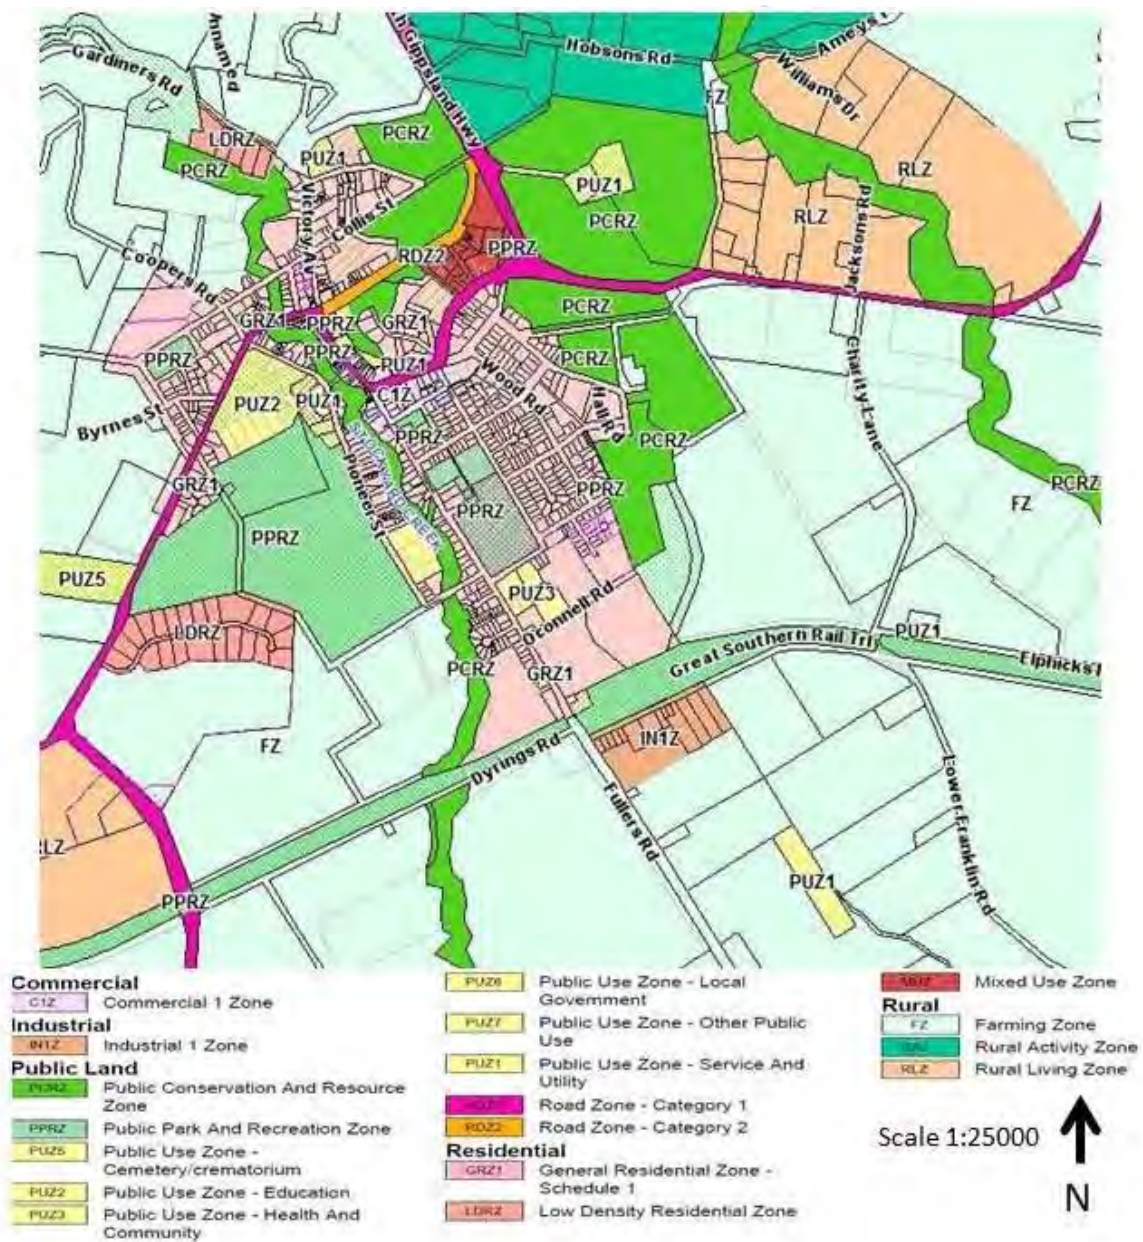 Hobsons Rd
Ameys
Gardiners Rd
nnamed
h Gippsland Hwy
Williams Dr
FZ
LDRZ
PCRZ
PUZ1
PCRZ
RLZ
PUZ1
Victory Av
Collis St
PCRZ
RLZ
Jacksons Rd
Coopers Rd
RDZ2
PPRZ
PCRZ
GRZ1
PPRZ
GRZ1
PPRZ
PPRZ
PUZ1
Wood Rd
PCRZ
Charity Lane
PUZ2
PUZ1
C1Z
Hall Rd
Byrnes St
PPRZ
PCRZ
GRZ1
Pioneer St
PPRZ
PPRZ
PCRZ
FZ
PPRZ
PUZ5
PUZ3
Oconnell Rd
LDRZ
PUZ1
Great Southern Rail Trl
Elphicks
PCRZ
GRZ1
FZ
IN1Z
Dyrings Rd
Fullers Rd
Lower Franklin Rd
RLZ
PUZ1
PPRZ
Commercial
C1Z Commercial 1 Zone
Industrial
IN1Z Industrial 1 Zone
Public Land
PCRZ Public Conservation And Resource
Zone
PPRZ Public Park And Recreation Zone
PUZ5 Public Use Zone -
Cemetery/crematorium
PUZ2 Public Use Zone - Education
PUZ3 Public Use Zone - Health And
Community
PUZ6 Public Use Zone - Local
Government
PUZ7 Public Use Zone - Other Public
Use
PUZ1 Public Use Zone - Service And
Utility
RDZ1 Road Zone - Category 1
RDZ2 Road Zone - Category 2
Residential
GRZ1 General Residential Zone -
Schedule 1
LDRZ Low Density Residential Zone
MUZ Mixed Use Zone
Rural
FZ Farming Zone
RAZ Rural Activity Zone
RLZ Rural Living Zone
Scale 1:25000
N